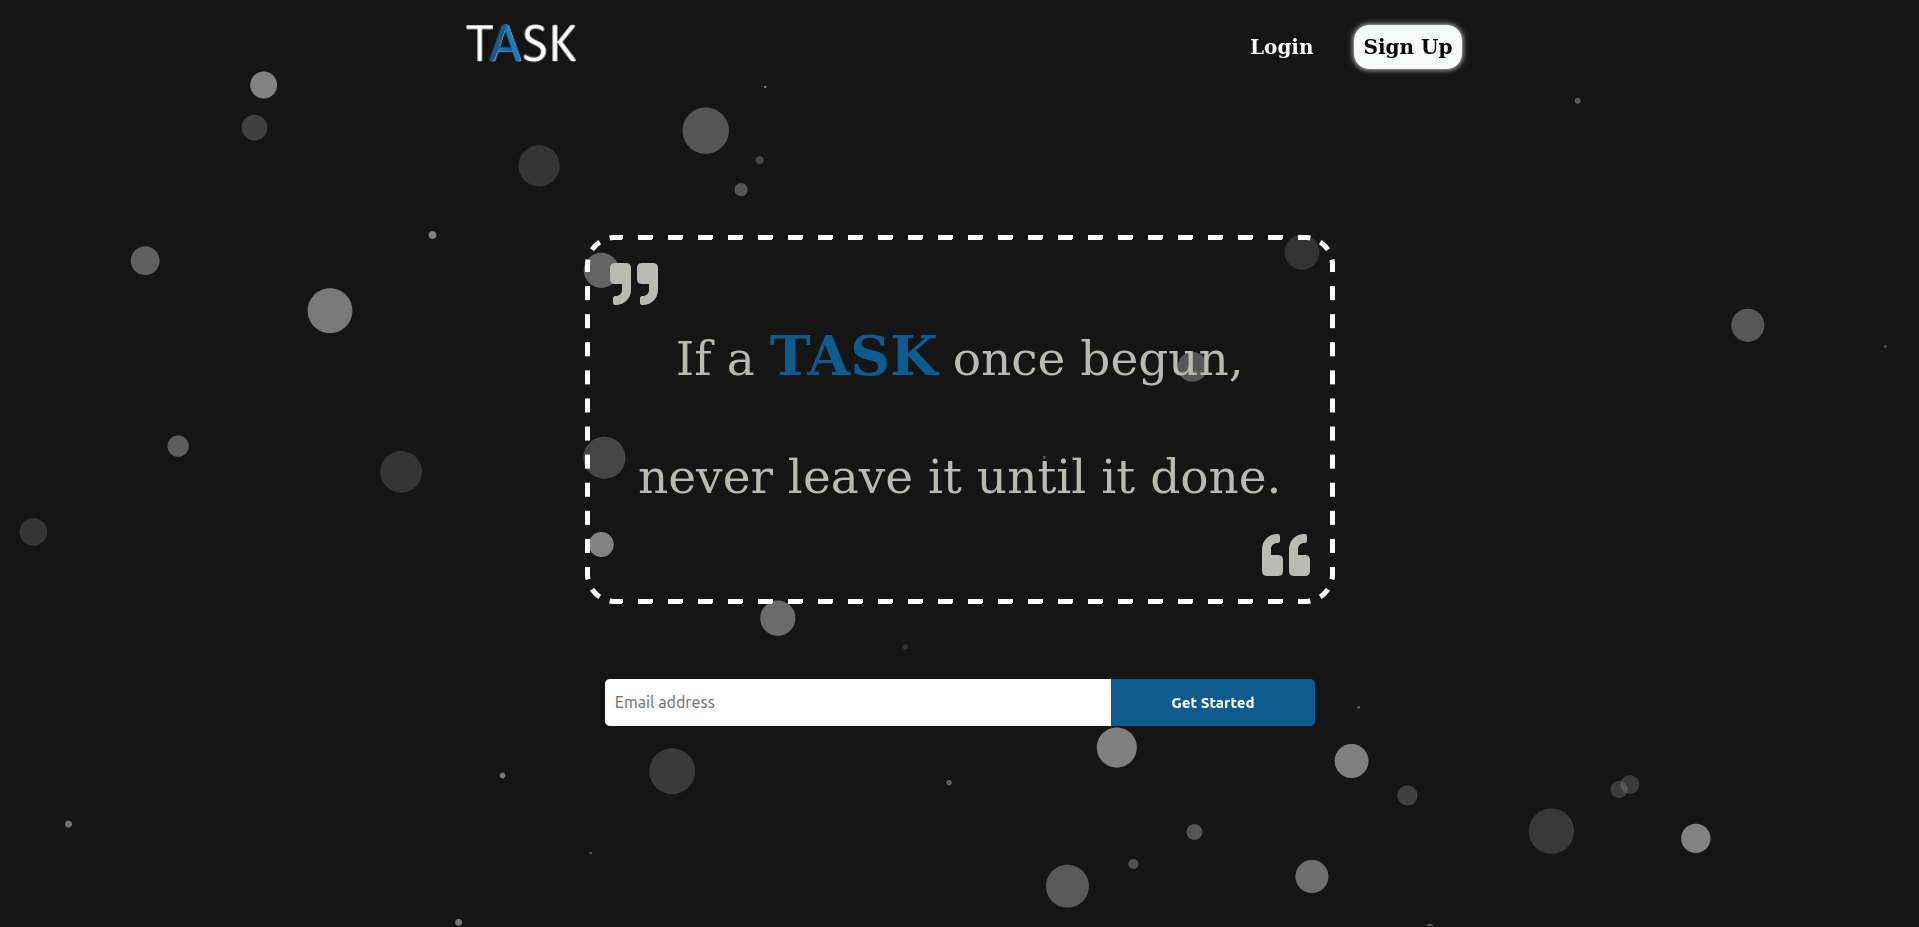 TASK
Login
Sign Up
”
If a TASK once begun,
never leave it until it done.
“
Email address
Get Started